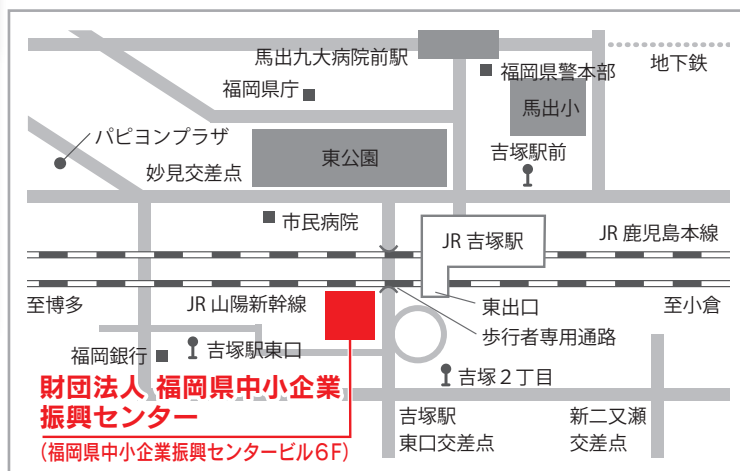 馬出九大病院前駅
地下鉄
福岡県警本部
福岡県庁
馬出小
パピヨンプラザ
東公園
吉塚駅前
妙見交差点
市民病院
JR 吉塚駅
JR 鹿児島本線
至博多
JR 山陽新幹線
東出口
至小倉
歩行者専用通路
福岡銀行
吉塚駅東口
吉塚2丁目
財団法人 福岡県中小企業
振興センター
(福岡県中小企業振興センタービル6F)
吉塚駅
東口交差点
新二又瀬
交差点